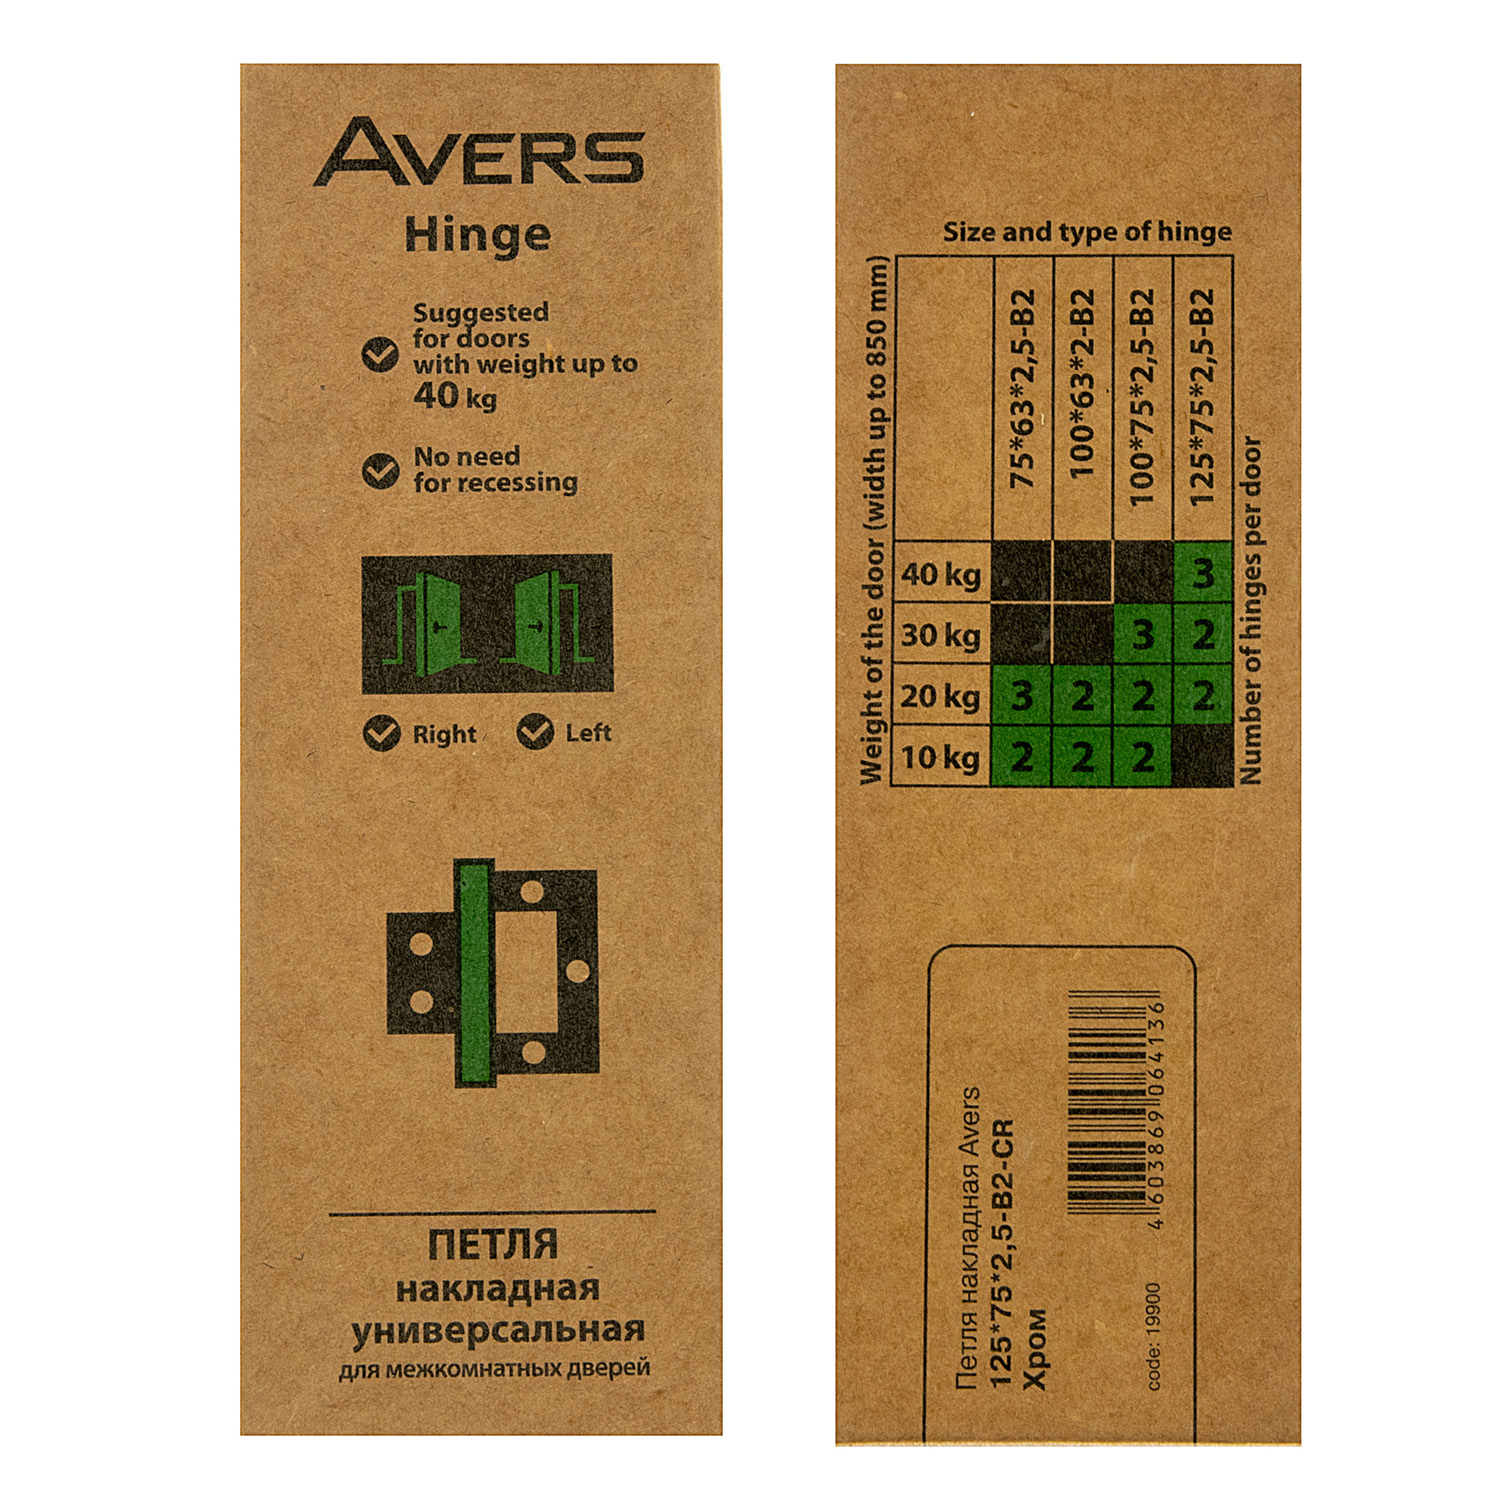 AVERS
Hinge
Suggested
for doors
with weight up to
40 kg
No need
for recessing
Right
Left
ПЕТЛЯ
накладная
универсальная
для межкомнатных дверей
Size and type of hinge
Weight of the door (width up to 850 mm)
75*63*2,5-B2
100*63*2-B2
100*75*2,5-B2
125*75*2,5-B2
40 kg 3
30 kg 3 2
20 kg 3 2 2 2
10 kg 2 2 2
Number of hinges per door
Петля накладная Avers
125*75*2,5-B2-CR
Хром
4 603869 064136
code: 19900